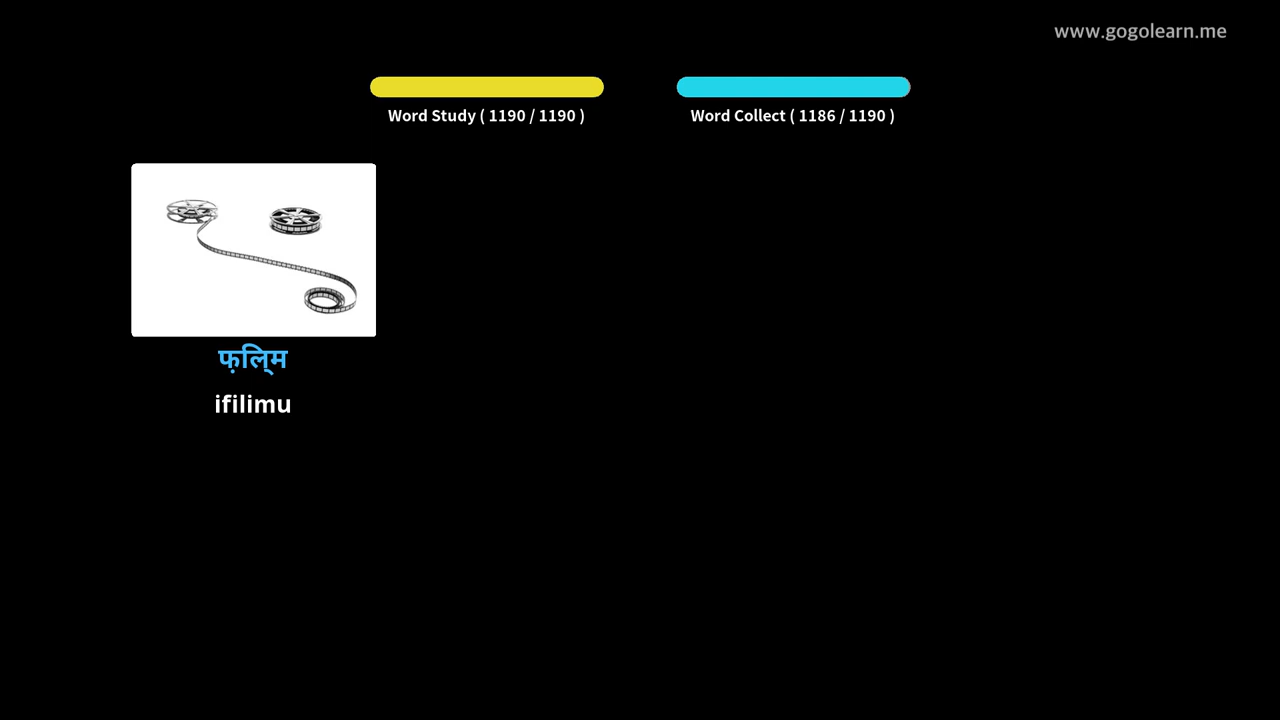 www.gogolearn.me
Word Study ( 1190 / 1190 )
Word Collect ( 1186 / 1190 )
फ़िल्म
ifilimu